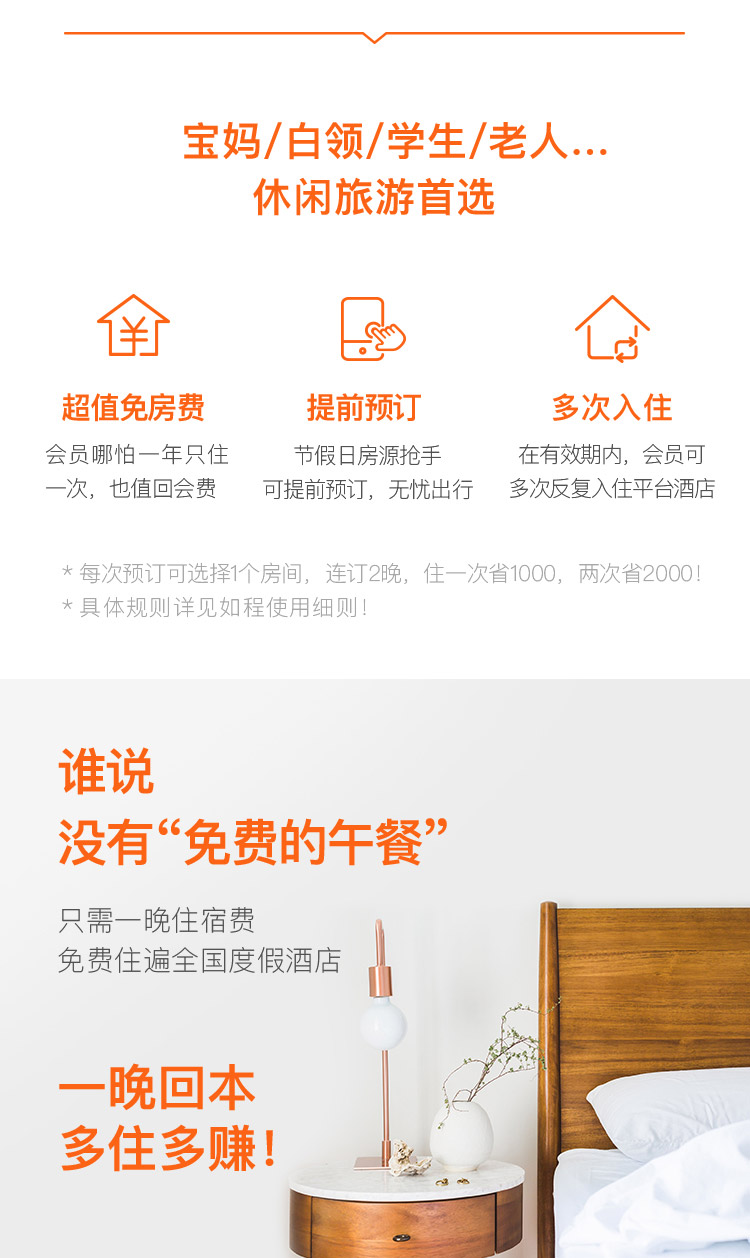 宝妈/白领/学生/老人...
休闲旅游首选
超值免房费
会员哪怕一年只住
一次，也值回会费
提前预订
节假日房源抢手
可提前预订，无忧出行
多次入住
在有效期内，会员可
多次反复入住平台酒店
* 每次预订可选择1个房间，连订2晚，住一次省1000，两次省2000！
* 具体规则详见如程使用细则！
谁说
没有“免费的午餐”
只需一晚住宿费
免费住遍全国度假酒店
一晚回本
多住多赚！